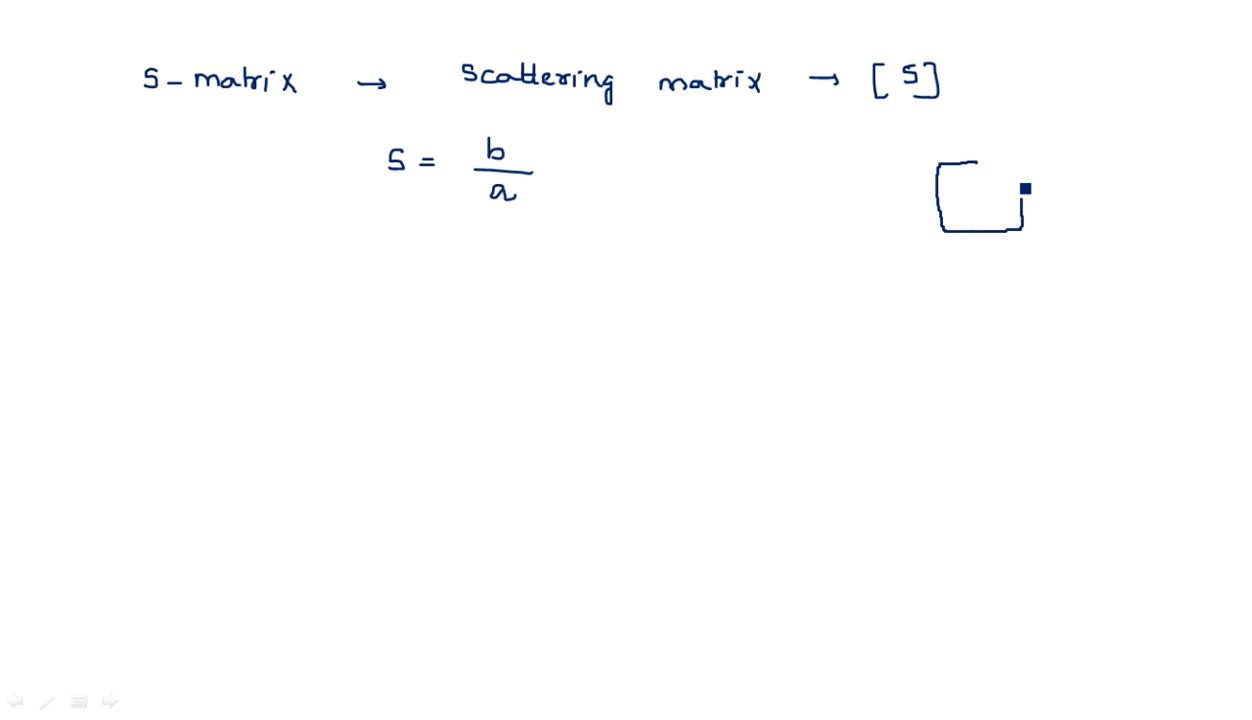 S - matrix → scattering matrix → [S]
S = b/a